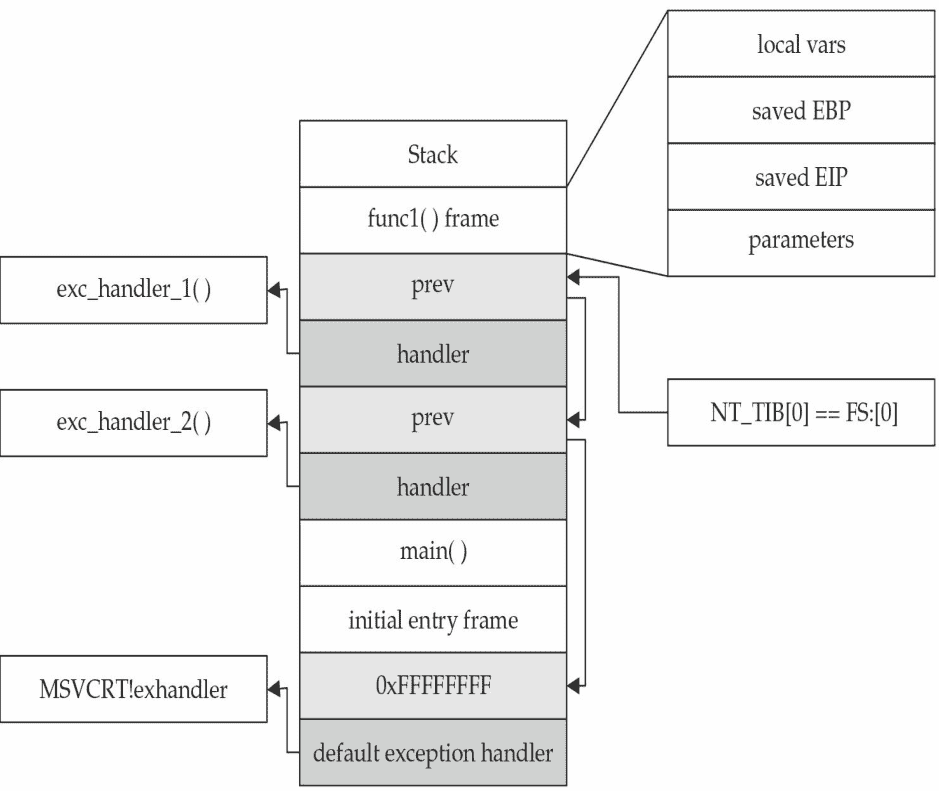 local vars
saved EBP
saved EIP
parameters
Stack
func1( ) frame
prev
handler
prev
handler
main( )
initial entry frame
0xFFFFFFFF
default exception handler
exc_handler_1( )
exc_handler_2( )
MSVCRT!exhandler
NT_TIB[0] == FS:[0]